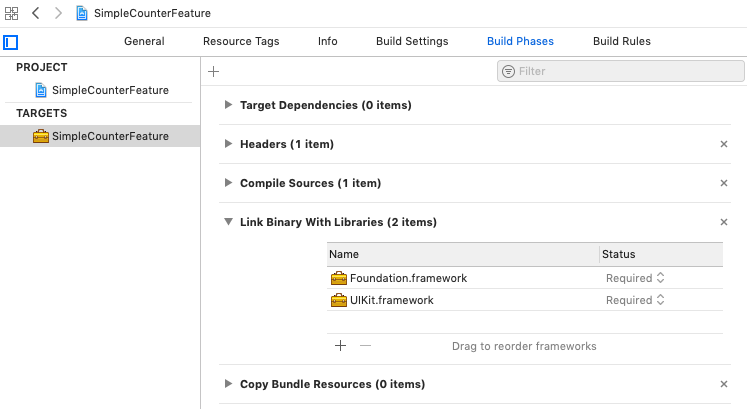 SimpleCounterFeature
General Resource Tags Info Build Settings Build Phases Build Rules
PROJECT
SimpleCounterFeature
TARGETS
SimpleCounterFeature
Filter
Target Dependencies (0 items)
Headers (1 item)
Compile Sources (1 item)
Link Binary With Libraries (2 items)
Name Status
Foundation.framework Required
UIKit.framework Required
Drag to reorder frameworks
Copy Bundle Resources (0 items)